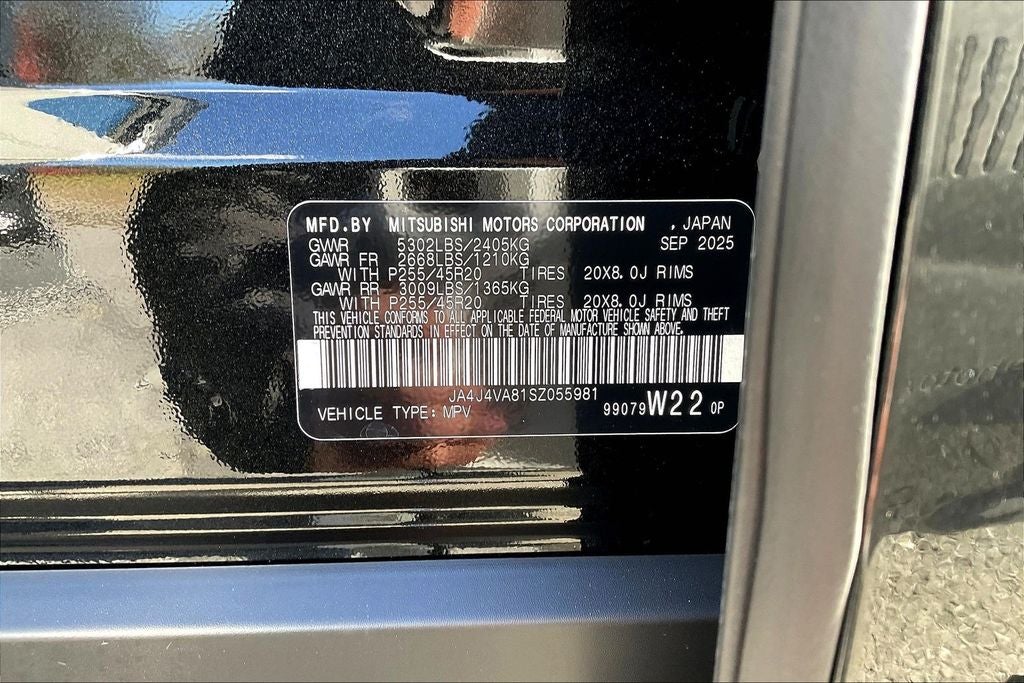 MFD.BY MITSUBISHI MOTORS CORPORATION , JAPAN
GVWR 5302LBS/2405KG SEP 2025
GAWR FR 2668LBS/1210KG
WITH P255/45R20 TIRES 20X8.0J RIMS
GAWR RR 3009LBS/1365KG
WITH P255/45R20 TIRES 20X8.0J RIMS
THIS VEHICLE CONFORMS TO ALL APPLICABLE FEDERAL MOTOR VEHICLE SAFETY AND THEFT
PREVENTION STANDARDS IN EFFECT ON THE DATE OF MANUFACTURE SHOWN ABOVE.
JA4J4VA81SZ055981
VEHICLE TYPE: MPV 99079 W22 0P